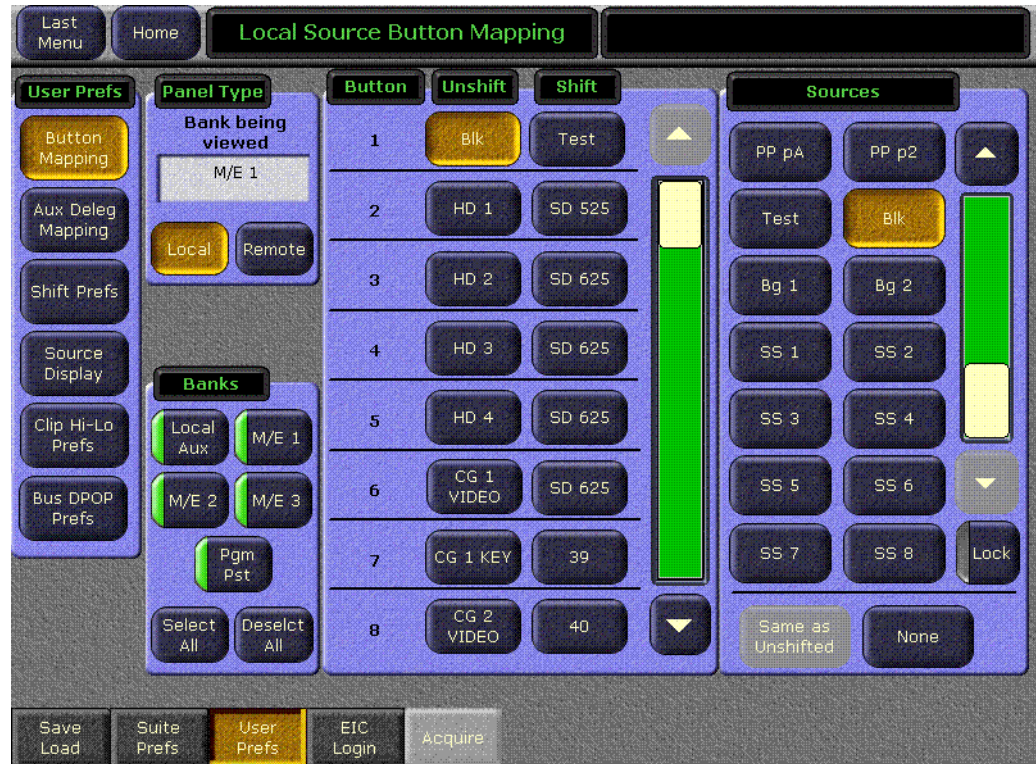 Last
Menu
Home
Local Source Button Mapping
User Prefs
Button
Mapping
Aux Deleg
Mapping
Shift Prefs
Source
Display
Clip Hi-Lo
Prefs
Bus DPOP
Prefs
Panel Type
Bank being
viewed
M/E 1
Local
Remote
Banks
Local
Aux
M/E 1
M/E 2
M/E 3
Pgm
Pst
Select
All
Deselct
All
Button
Unshift
Shift
1
Blk
Test
2
HD 1
SD 525
3
HD 2
SD 625
4
HD 3
SD 625
5
HD 4
SD 625
6
CG 1
VIDEO
SD 625
7
CG 1 KEY
39
8
CG 2
VIDEO
40
Sources
PP pA
PP p2
Test
Blk
Bg 1
Bg 2
SS 1
SS 2
SS 3
SS 4
SS 5
SS 6
SS 7
SS 8
Lock
Same as
Unshifted
None
Save
Load
Suite
Prefs
User
Prefs
EIC
Login
Acquire